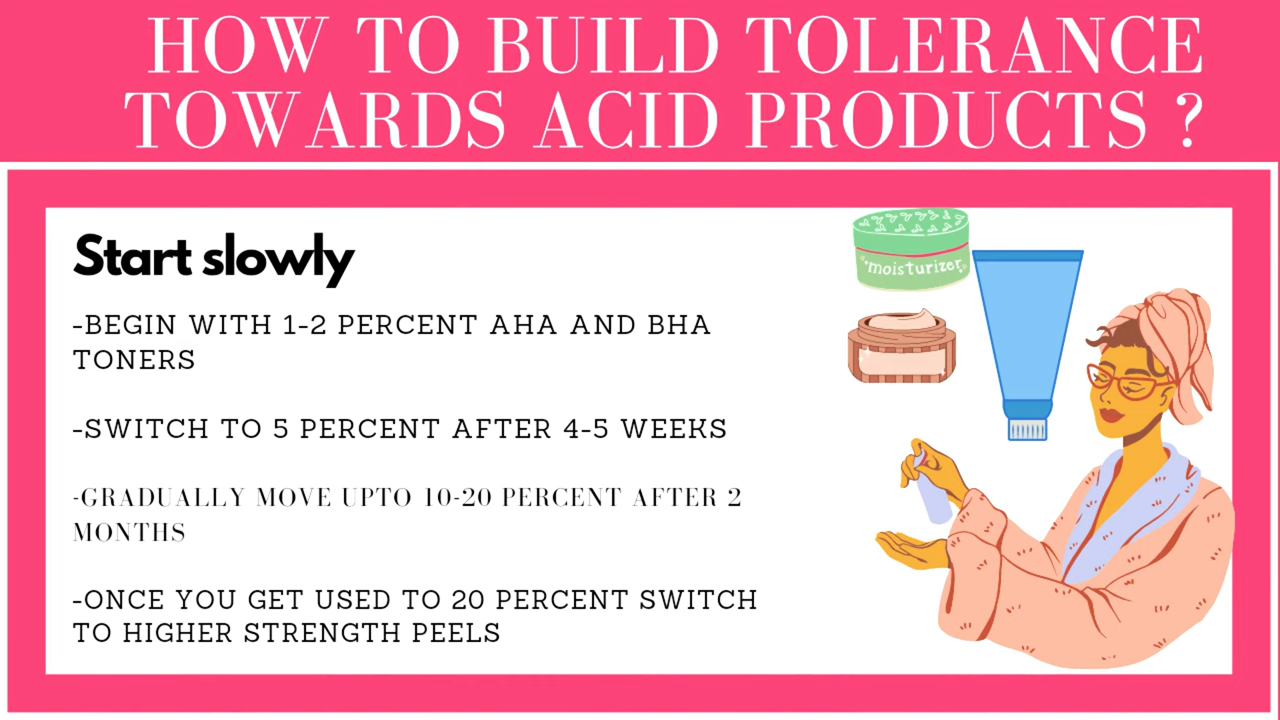 HOW TO BUILD TOLERANCE
TOWARDS ACID PRODUCTS ?
Start slowly
-BEGIN WITH 1-2 PERCENT AHA AND BHA
TONERS
-SWITCH TO 5 PERCENT AFTER 4-5 WEEKS
-GRADUALLY MOVE UPTO 10-20 PERCENT AFTER 2
MONTHS
-ONCE YOU GET USED TO 20 PERCENT SWITCH
TO HIGHER STRENGTH PEELS
moisturizer